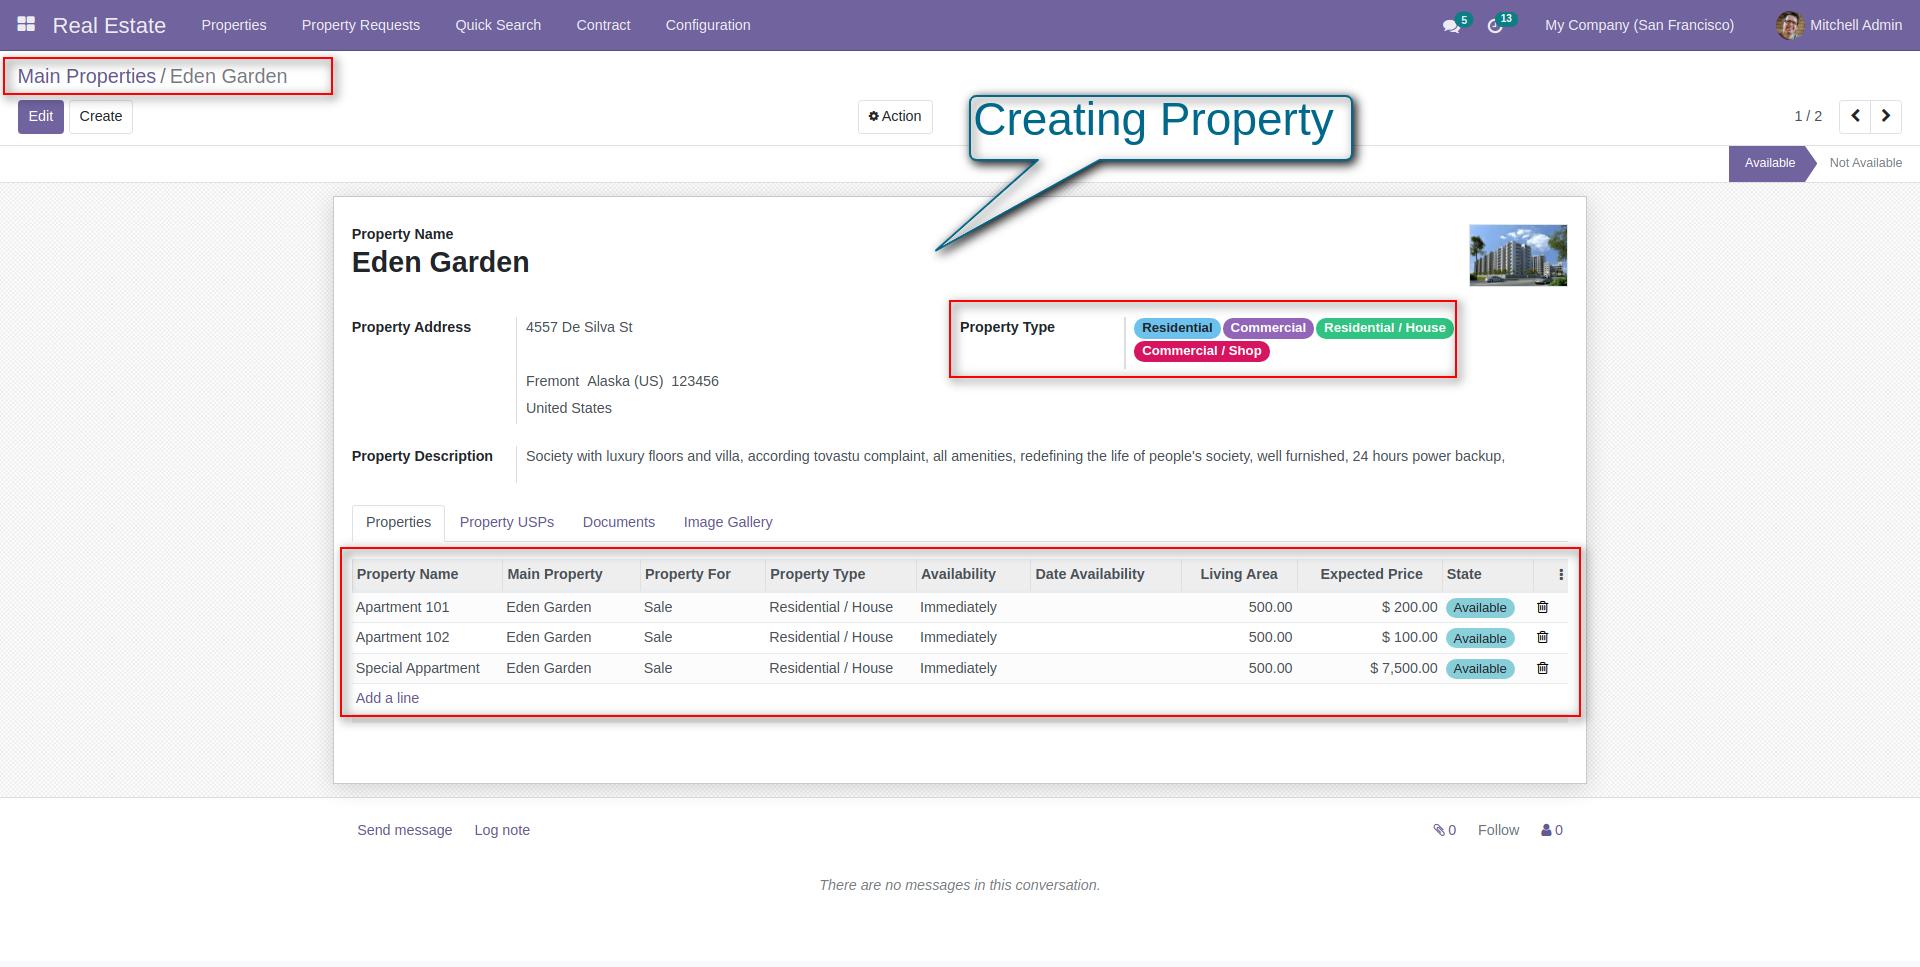 Real Estate Properties Property Requests Quick Search Contract Configuration 5 13 My Company (San Francisco) Mitchell Admin
Main Properties / Eden Garden
Edit Create Action 1 / 2
Creating Property
Available Not Available
Property Name
Eden Garden
Property Address 4557 De Silva St
Property Type Residential Commercial Residential / House
Commercial / Shop
Fremont Alaska (US) 123456
United States
Property Description Society with luxury floors and villa, according tovastu complaint, all amenities, redefining the life of people's society, well furnished, 24 hours power backup,
Properties Property USPs Documents Image Gallery
Property Name Main Property Property For Property Type Availability Date Availability Living Area Expected Price State
Apartment 101 Eden Garden Sale Residential / House Immediately 500.00 $ 200.00 Available
Apartment 102 Eden Garden Sale Residential / House Immediately 500.00 $ 100.00 Available
Special Appartment Eden Garden Sale Residential / House Immediately 500.00 $ 7,500.00 Available
Add a line
Send message Log note 0 Follow 0
There are no messages in this conversation.